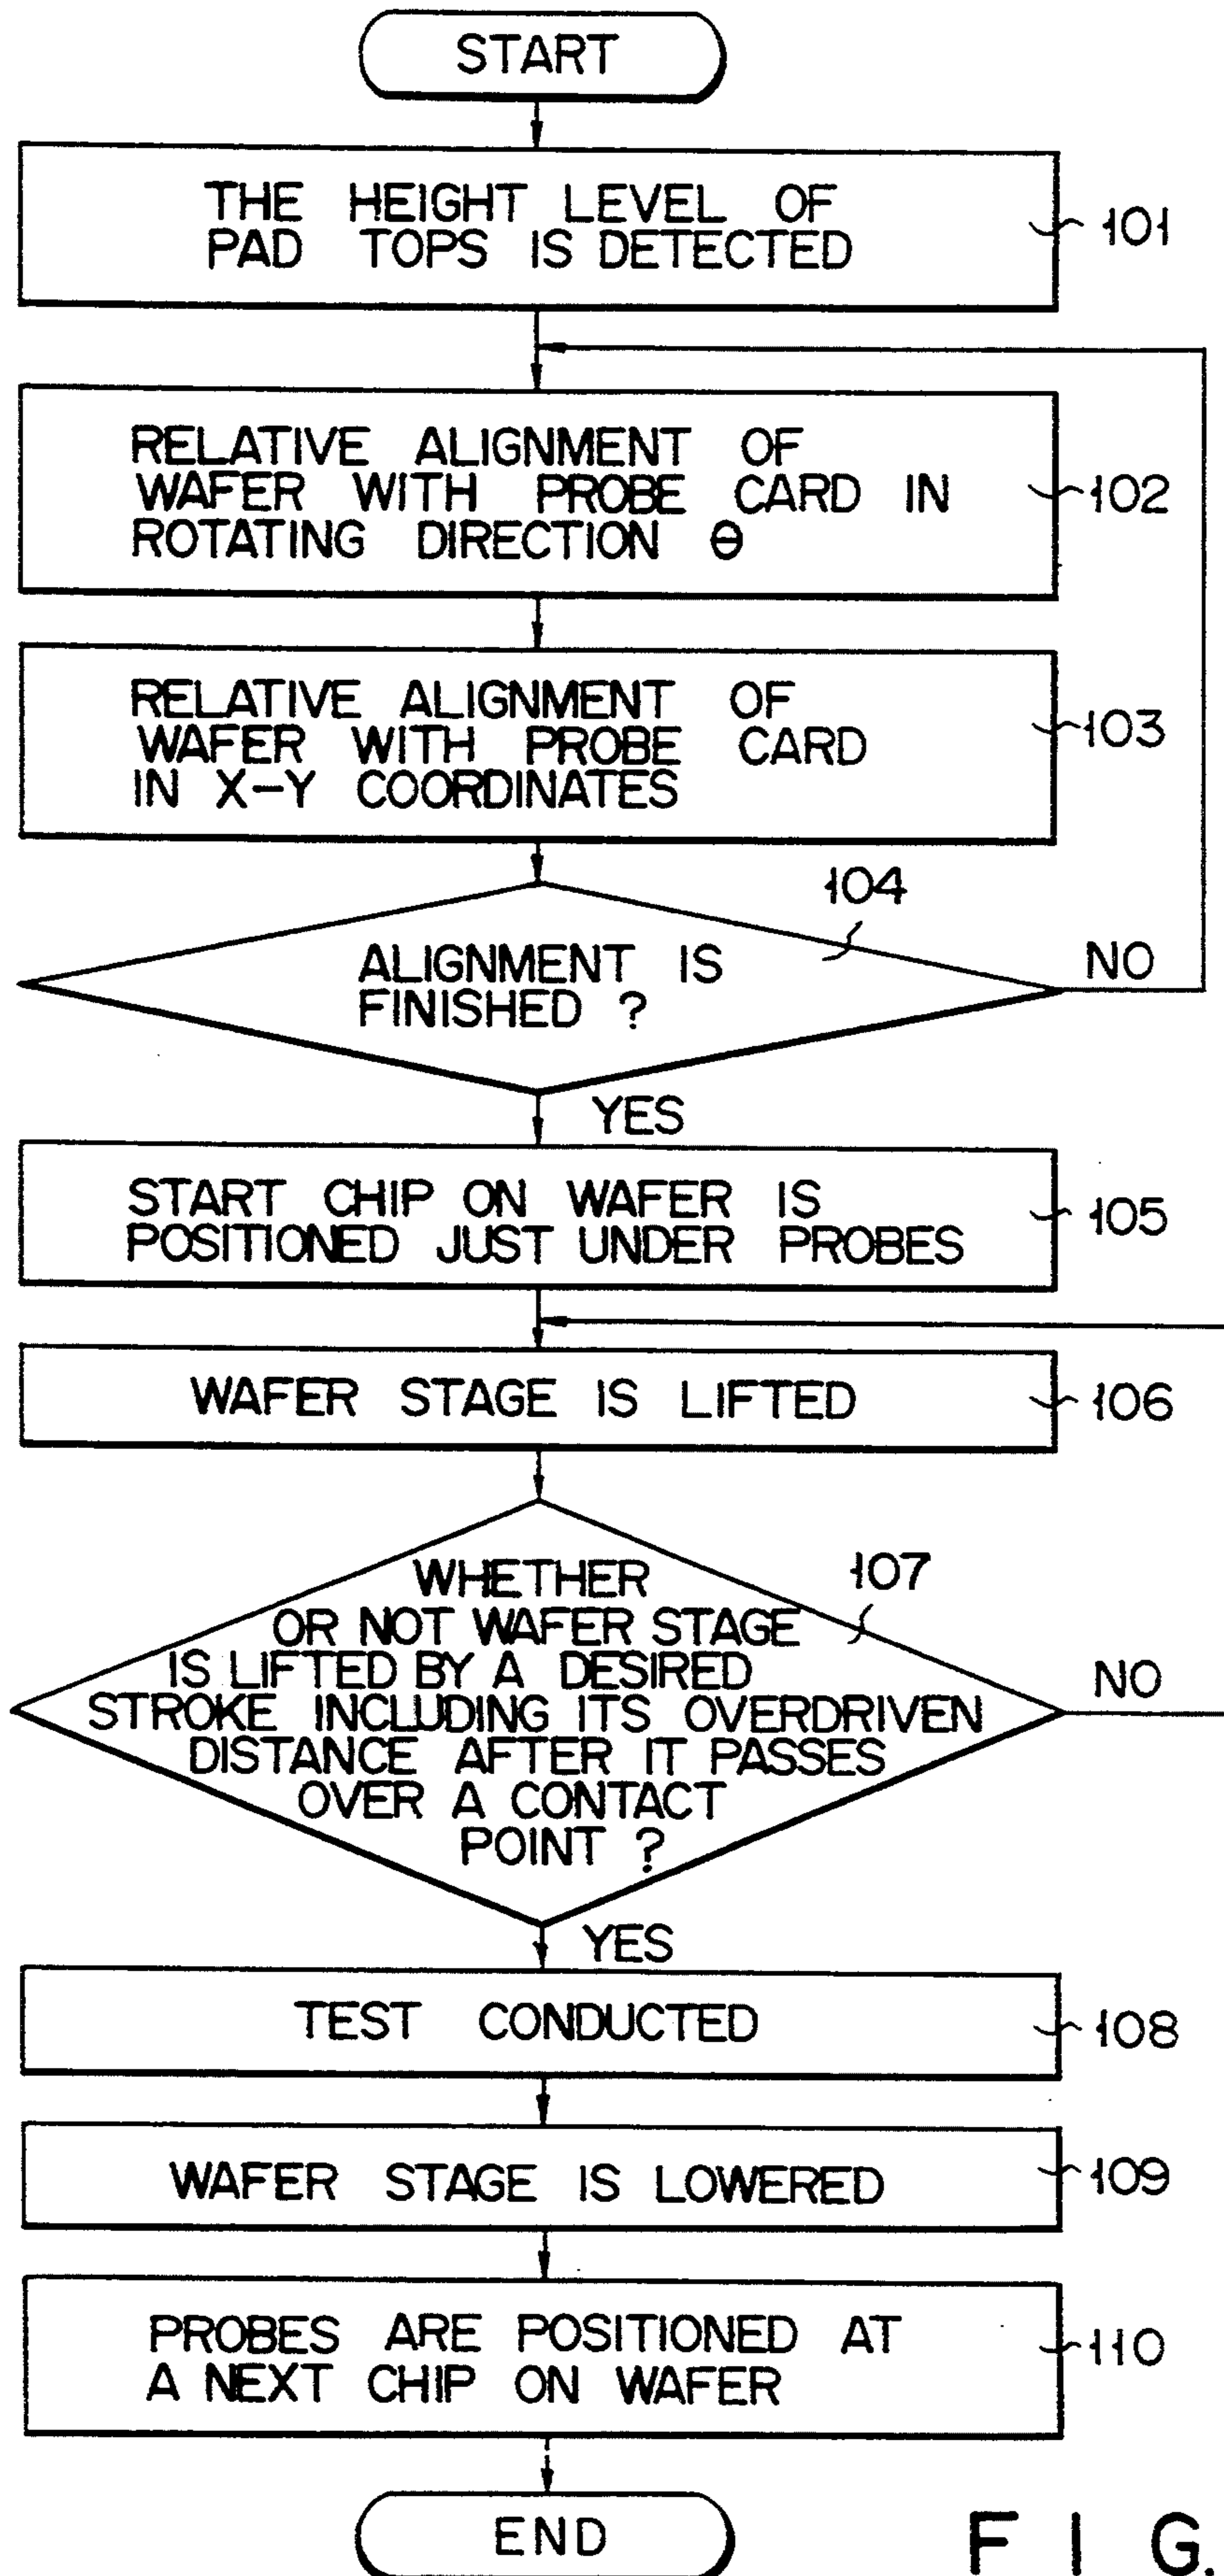 START
THE HEIGHT LEVEL OF
PAD TOPS IS DETECTED
101
RELATIVE ALIGNMENT OF
WAFER WITH PROBE CARD IN
ROTATING DIRECTION θ
102
RELATIVE ALIGNMENT OF
WAFER WITH PROBE CARD
IN X-Y COORDINATES
103
104
ALIGNMENT IS
FINISHED ?
NO
YES
START CHIP ON WAFER IS
POSITIONED JUST UNDER PROBES
105
WAFER STAGE IS LIFTED
106
107
WHETHER
OR NOT WAFER STAGE
IS LIFTED BY A DESIRED
STROKE INCLUDING ITS OVERDRIVEN
DISTANCE AFTER IT PASSES
OVER A CONTACT
POINT ?
NO
YES
TEST CONDUCTED
108
WAFER STAGE IS LOWERED
109
PROBES ARE POSITIONED AT
A NEXT CHIP ON WAFER
110
END
FIG.